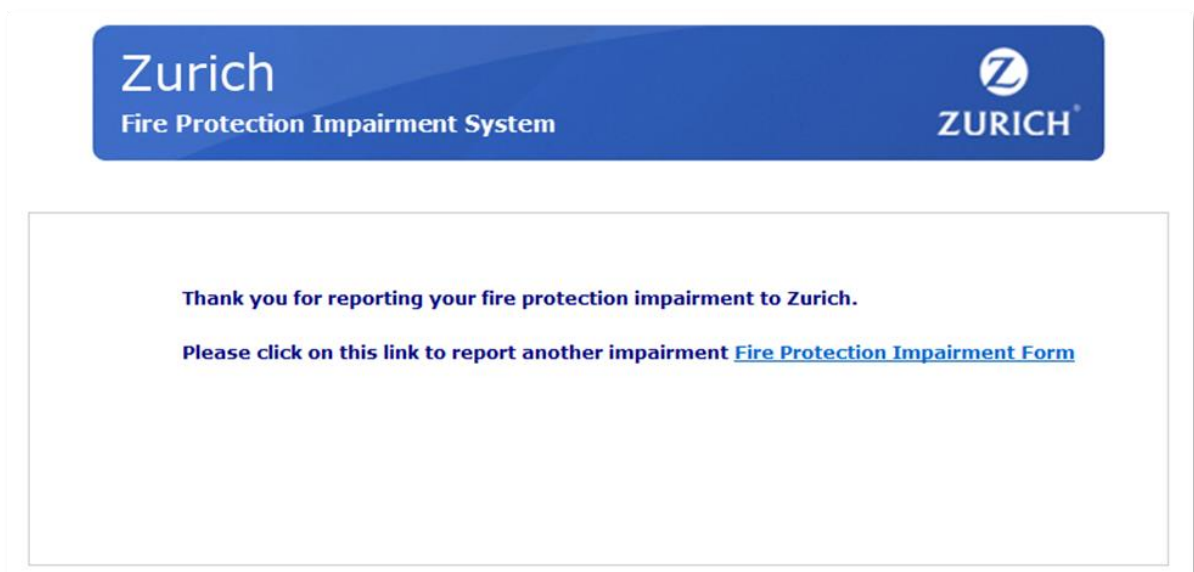 Zurich
Fire Protection Impairment System
Z
ZURICH®
Thank you for reporting your fire protection impairment to Zurich.
Please click on this link to report another impairment Fire Protection Impairment Form